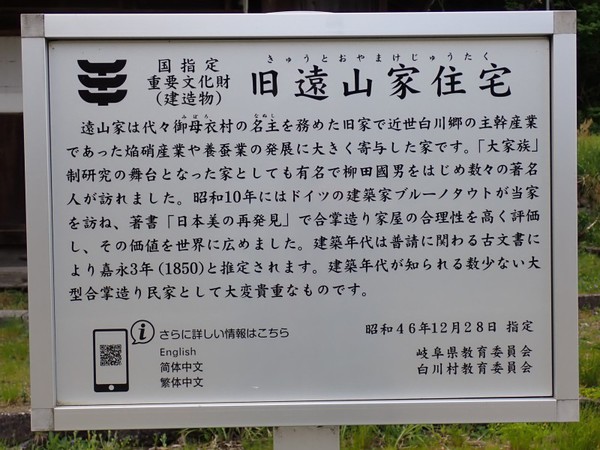 国指定
重要文化財
(建造物)
きゅうとおやまけじゅうたく
旧遠山家住宅
みぼろ なぬし
遠山家は代々御母衣村の名主を務めた旧家で近世白川郷の主幹産業
であった焔硝産業や養蚕業の発展に大きく寄与した家です。「大家族」
制研究の舞台となった家としても有名で柳田國男をはじめ数々の著名
人が訪れました。昭和10年にはドイツの建築家ブルーノタウトが当家
を訪ね、著書「日本美の再発見」で合掌造り家屋の合理性を高く評価
し、その価値を世界に広めました。建築年代は普請に関わる古文書に
より嘉永3年(1850)と推定されます。建築年代が知られる数少ない大
型合掌造り民家として大変貴重なものです。
昭和46年12月28日 指定
岐阜県教育委員会
白川村教育委員会
さらに詳しい情報はこちら
English
简体中文
繁体中文